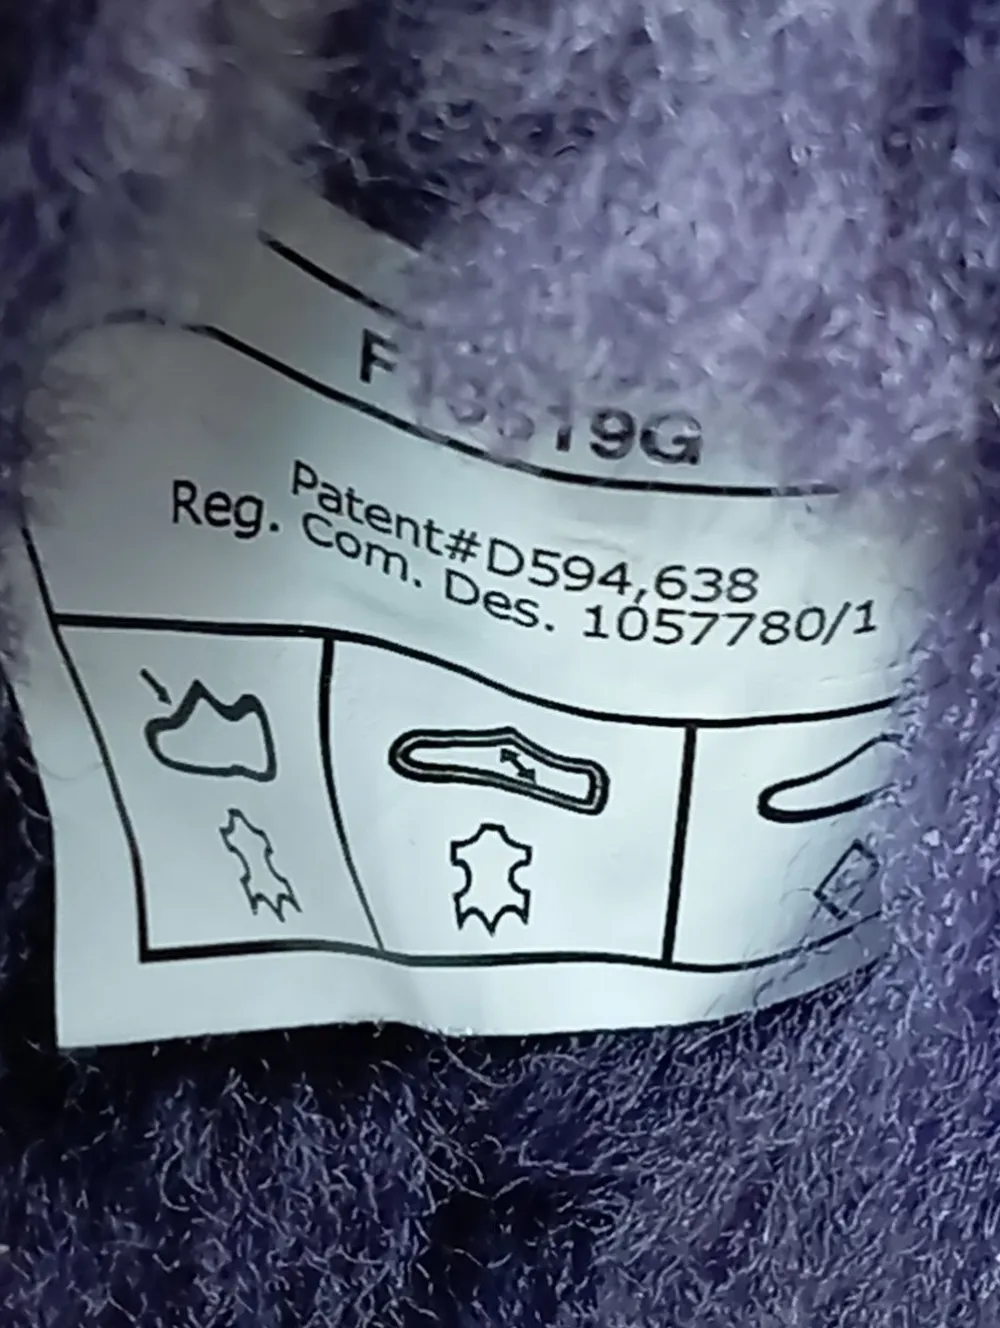 Patent#D594,638
Reg. Com. Des. 1057780/1